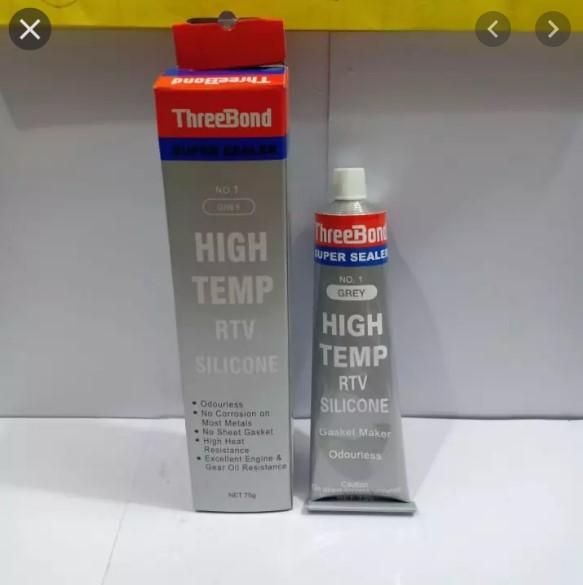 ThreeBond
ThreeBond
SUPER SEALER
NO.1
GREY
HIGH
TEMP
RTV
SILICONE
• Odourless
• No Corrosion on
Most Metals
• No Sheet Gasket
• High Heat
Resistance
• Excellent Engine &
Gear Oil Resistance
NET 75g
ThreeBond
SUPER SEALER
NO. 1
GREY
HIGH
TEMP
RTV
SILICONE
Gasket Maker
Odourless
Caution